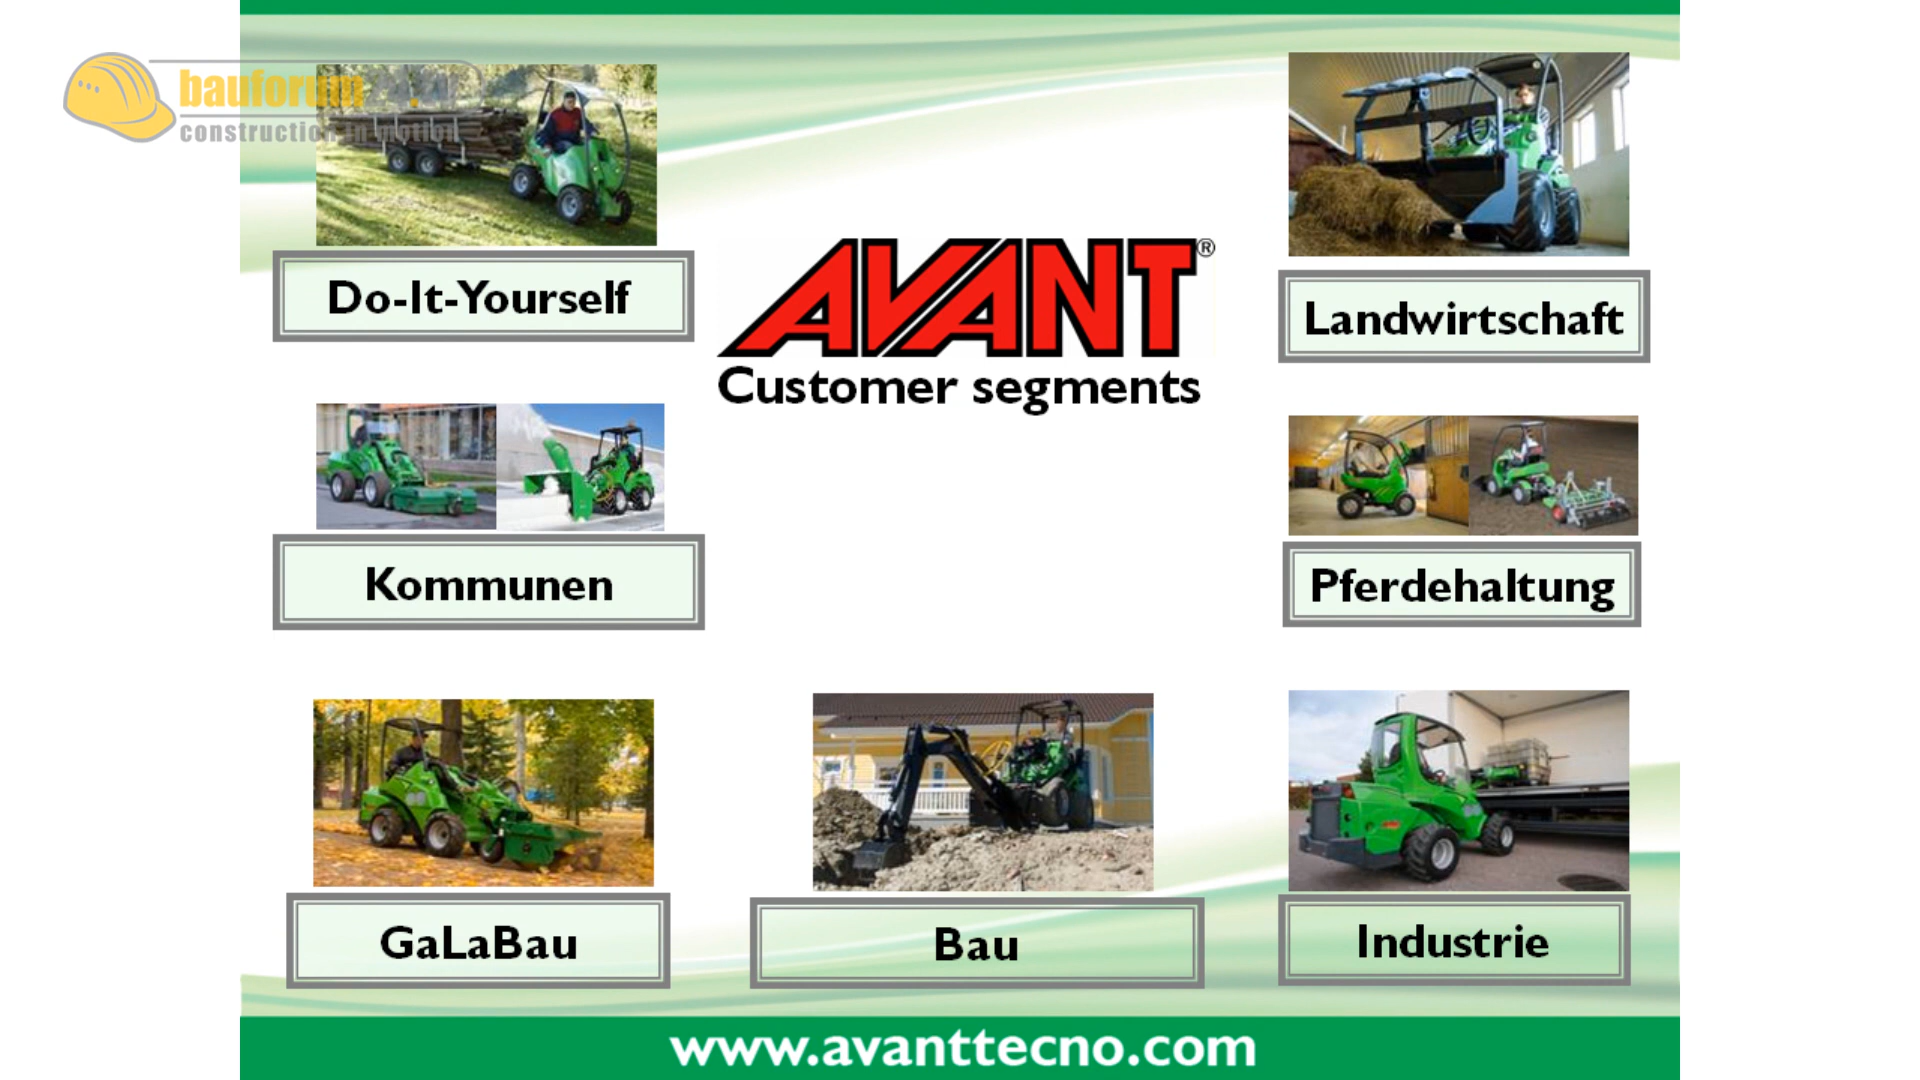 bauforum
construction in motion
Do-It-Yourself
AVANT®
Customer segments
Landwirtschaft
Kommunen
Pferdehaltung
GaLaBau
Bau
Industrie
www.avanttecno.com